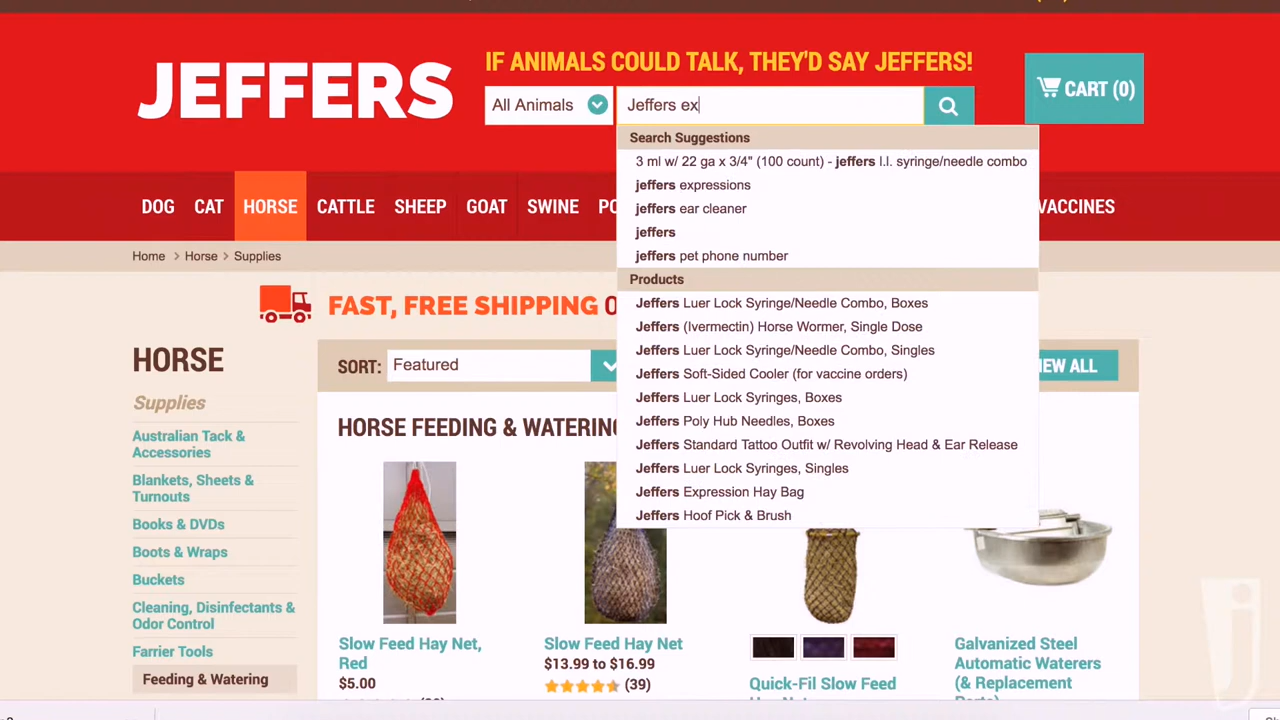 JEFFERS
IF ANIMALS COULD TALK, THEY'D SAY JEFFERS!
All Animals
Jeffers ex
CART (0)
Search Suggestions
3 ml w/ 22 ga x 3/4" (100 count) - jeffers l.l. syringe/needle combo
jeffers expressions
jeffers ear cleaner
jeffers
jeffers pet phone number
Products
Jeffers Luer Lock Syringe/Needle Combo, Boxes
Jeffers (Ivermectin) Horse Wormer, Single Dose
Jeffers Luer Lock Syringe/Needle Combo, Singles
Jeffers Soft-Sided Cooler (for vaccine orders)
Jeffers Luer Lock Syringes, Boxes
Jeffers Poly Hub Needles, Boxes
Jeffers Standard Tattoo Outfit w/ Revolving Head & Ear Release
Jeffers Luer Lock Syringes, Singles
Jeffers Expression Hay Bag
Jeffers Hoof Pick & Brush
DOG CAT HORSE CATTLE SHEEP GOAT SWINE PO VACCINES
Home > Horse > Supplies
FAST, FREE SHIPPING
HORSE
Supplies
Australian Tack &
Accessories
Blankets, Sheets &
Turnouts
Books & DVDs
Boots & Wraps
Buckets
Cleaning, Disinfectants &
Odor Control
Farrier Tools
Feeding & Watering
SORT: Featured
EW ALL
HORSE FEEDING & WATERING
Slow Feed Hay Net,
Red
$5.00
Slow Feed Hay Net
$13.99 to $16.99
(39)
Quick-Fil Slow Feed
Galvanized Steel
Automatic Waterers
(& Replacement
j